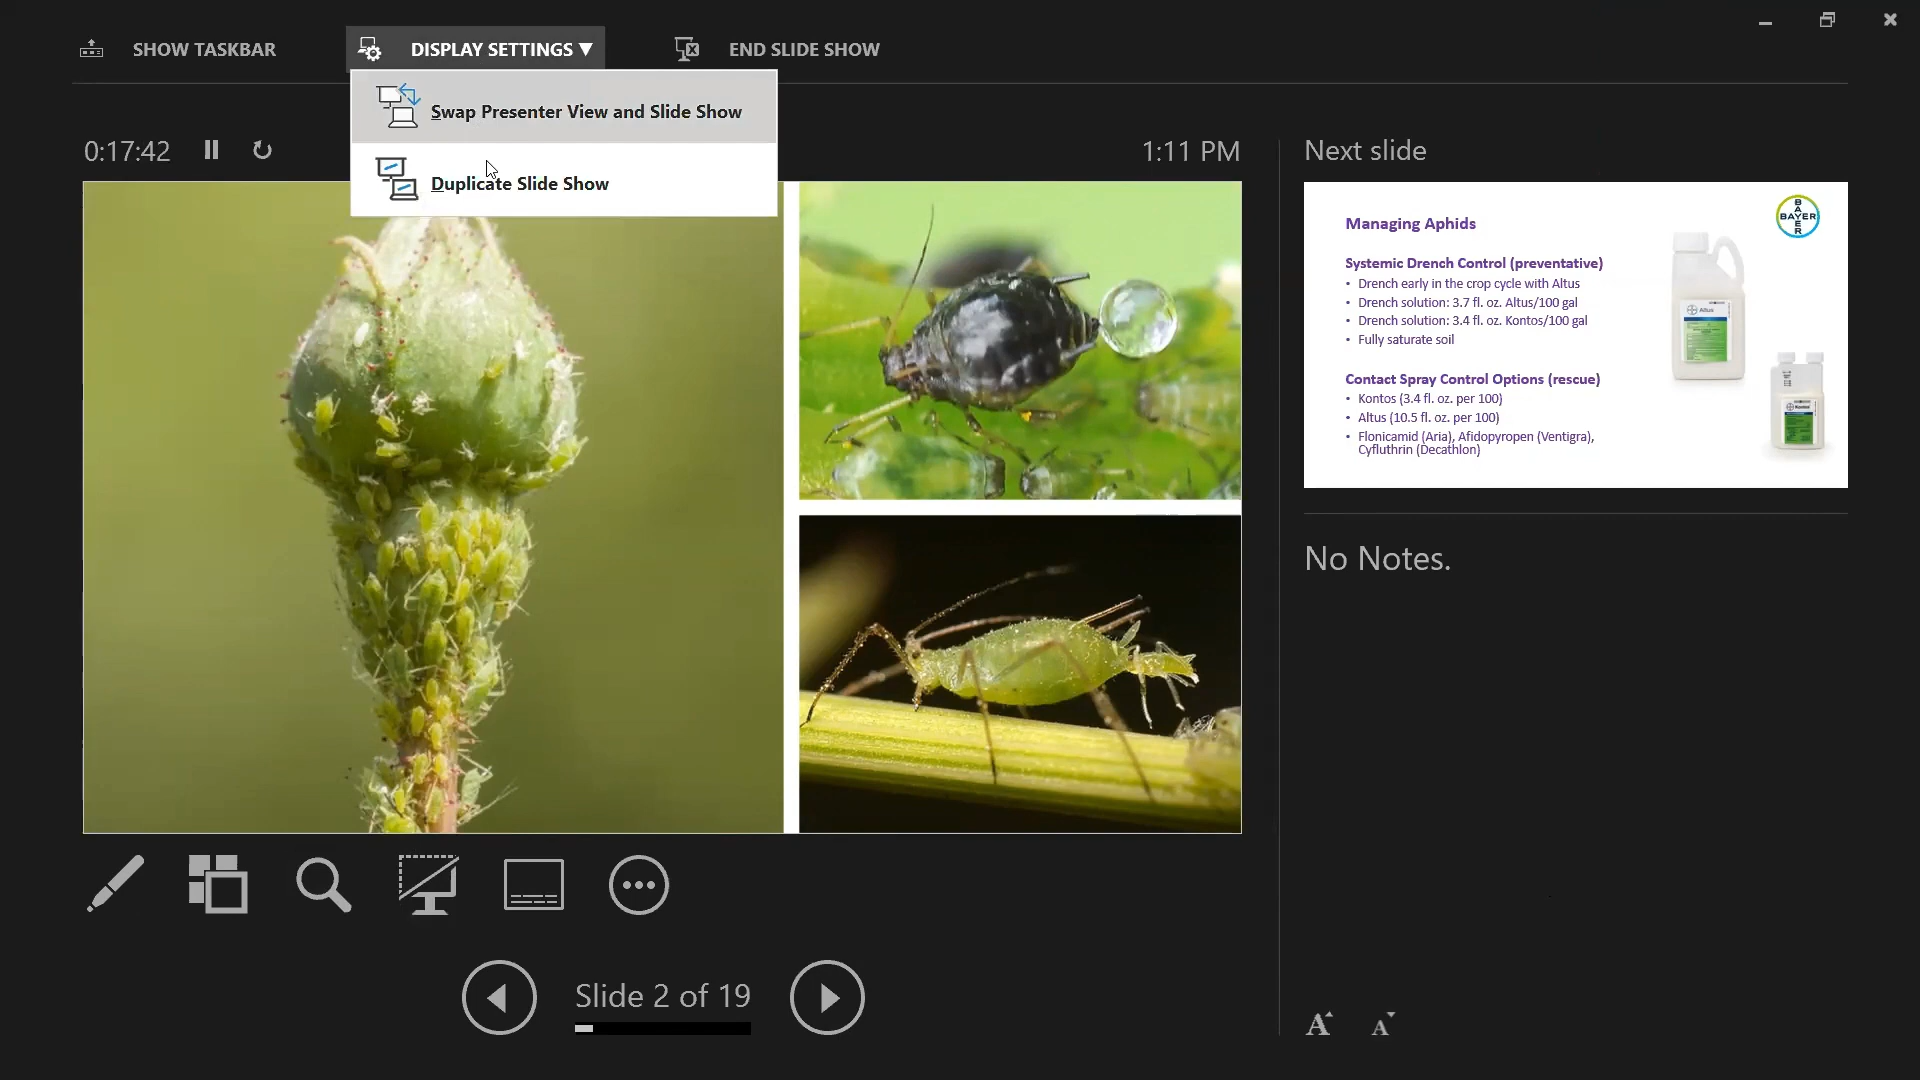 SHOW TASKBAR
DISPLAY SETTINGS ▼
END SLIDE SHOW
Swap Presenter View and Slide Show
Duplicate Slide Show
0:17:42
1:11 PM
Next slide
Managing Aphids
BAYER
BAYER
Systemic Drench Control (preventative)
• Drench early in the crop cycle with Altus
• Drench solution: 3.7 fl. oz. Altus/100 gal
• Drench solution: 3.4 fl. oz. Kontos/100 gal
• Fully saturate soil
Altus
Contact Spray Control Options (rescue)
• Kontos (3.4 fl. oz. per 100)
• Altus (10.5 fl. oz. per 100)
• Flonicamid (Aria), Afidopyropen (Ventigra),
Cyfluthrin (Decathlon)
Kontos
No Notes.
Slide 2 of 19
A
A